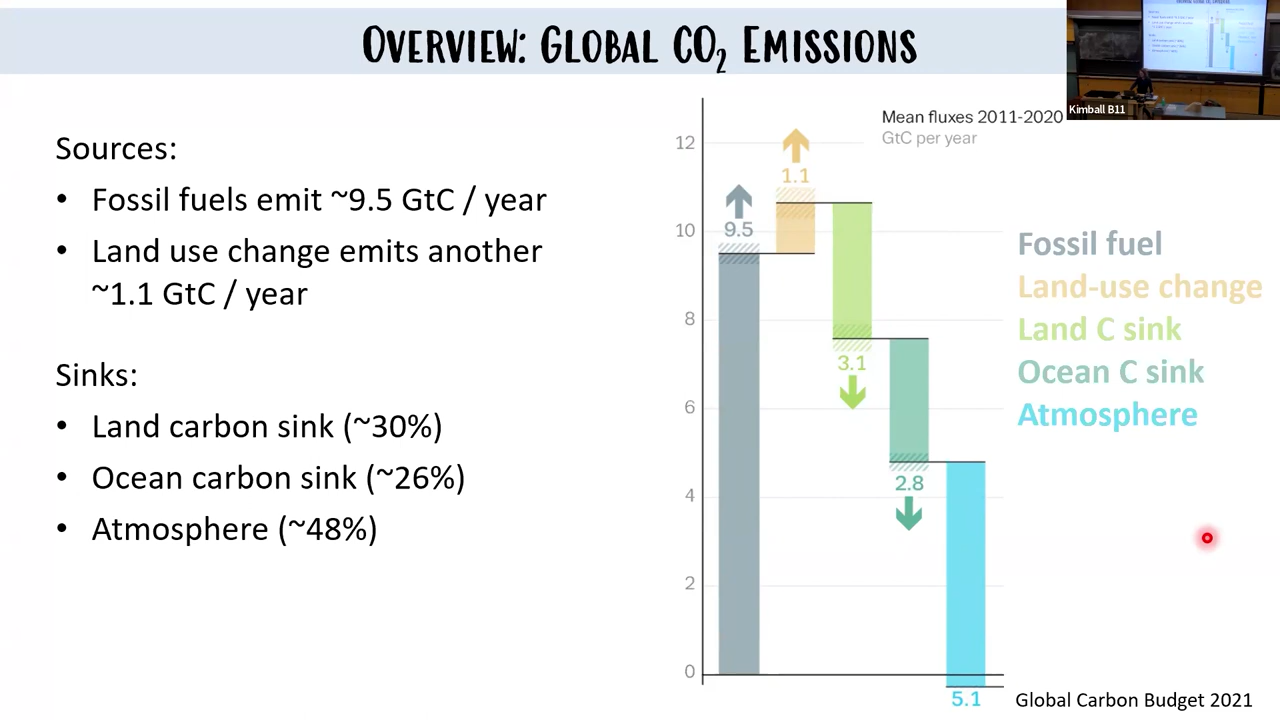 OVERVIEW: GLOBAL CO2 EMISSIONS
Kimball B11
Sources:
• Fossil fuels emit ~9.5 GtC / year
• Land use change emits another
~1.1 GtC / year
Sinks:
• Land carbon sink (~30%)
• Ocean carbon sink (~26%)
• Atmosphere (~48%)
Mean fluxes 2011-2020
GtC per year
12
10
8
6
4
2
0
9.5
1.1
3.1
2.8
5.1
Fossil fuel
Land-use change
Land C sink
Ocean C sink
Atmosphere
Global Carbon Budget 2021